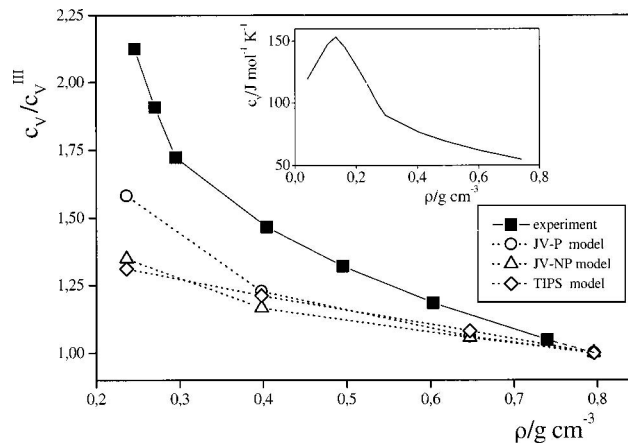 2,25
2,00
1,75
1,50
1,25
1,00
c_V/c_V^III
0,2 0,3 0,4 0,5 0,6 0,7 0,8
ρ/g cm⁻³
150
100
50
c_V/J mol⁻¹ K⁻¹
0,0 0,2 0,4 0,6 0,8
ρ/g cm⁻³
experiment
JV-P model
JV-NP model
TIPS model